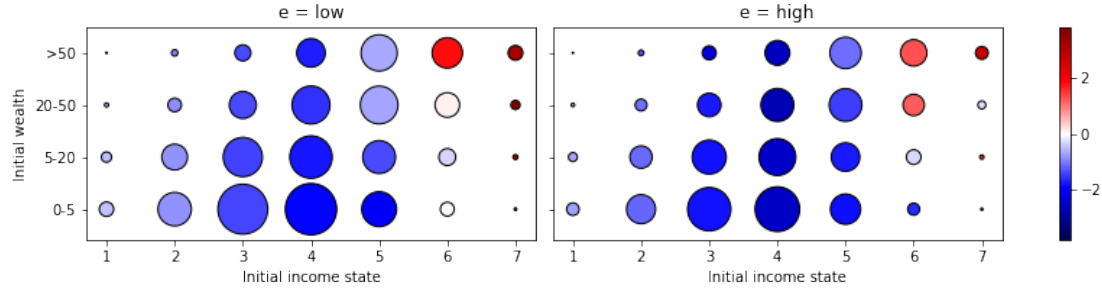 e = low
e = high
Initial wealth
>50
20-50
5-20
0-5
1 2 3 4 5 6 7
Initial income state
1 2 3 4 5 6 7
Initial income state
2
0
−2